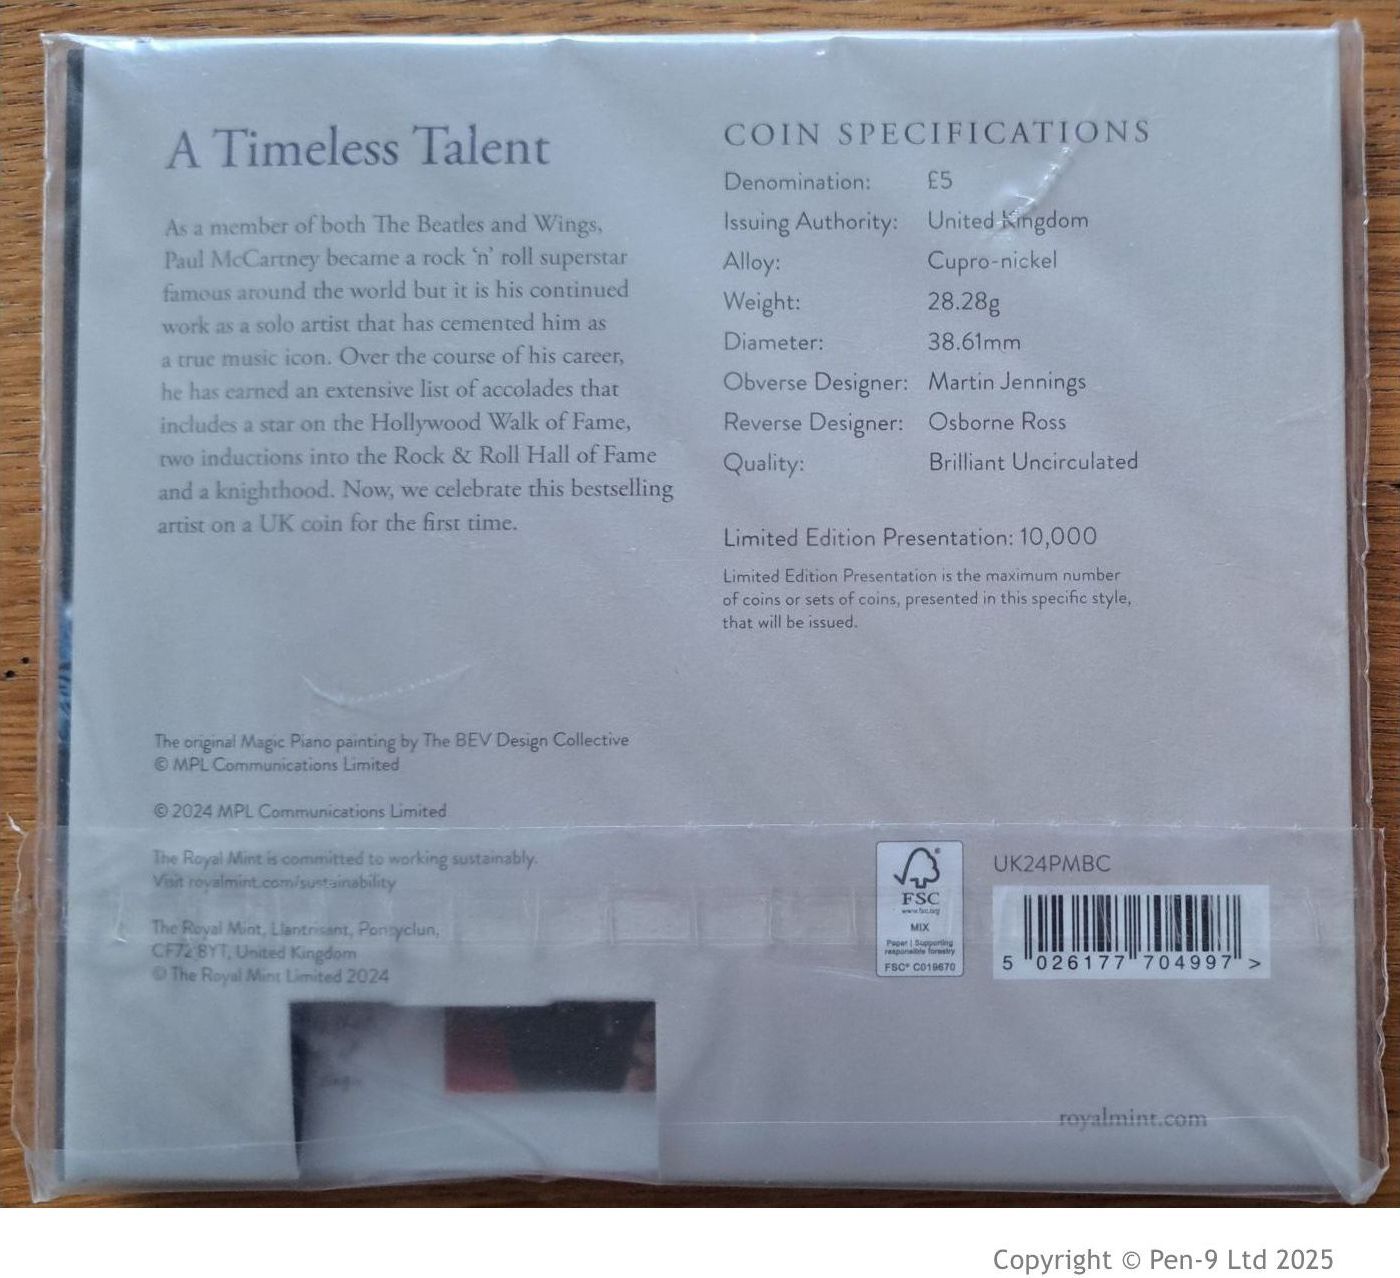 A Timeless Talent
As a member of both The Beatles and Wings,
Paul McCartney became a rock ‘n’ roll superstar
famous around the world but it is his continued
work as a solo artist that has cemented him as
a true music icon. Over the course of his career,
he has earned an extensive list of accolades that
includes a star on the Hollywood Walk of Fame,
two inductions into the Rock & Roll Hall of Fame
and a knighthood. Now, we celebrate this bestselling
artist on a UK coin for the first time.
COIN SPECIFICATIONS
Denomination: £5
Issuing Authority: United Kingdom
Alloy: Cupro-nickel
Weight: 28.28g
Diameter: 38.61mm
Obverse Designer: Martin Jennings
Reverse Designer: Osborne Ross
Quality: Brilliant Uncirculated
Limited Edition Presentation: 10,000
Limited Edition Presentation is the maximum number
of coins or sets of coins, presented in this specific style,
that will be issued.
The original Magic Piano painting by The BEV Design Collective
© MPL Communications Limited
© 2024 MPL Communications Limited
The Royal Mint is committed to working sustainably.
Visit royalmint.com/sustainability
The Royal Mint, Llantrisant, Pontyclun,
CF72 8YT, United Kingdom
© The Royal Mint Limited 2024
FSC
www.fsc.org
MIX
Paper | Supporting
responsible forestry
FSC® C019670
UK24PMBC
5 026177 704997 >
royalmint.com
Copyright © Pen-9 Ltd 2025